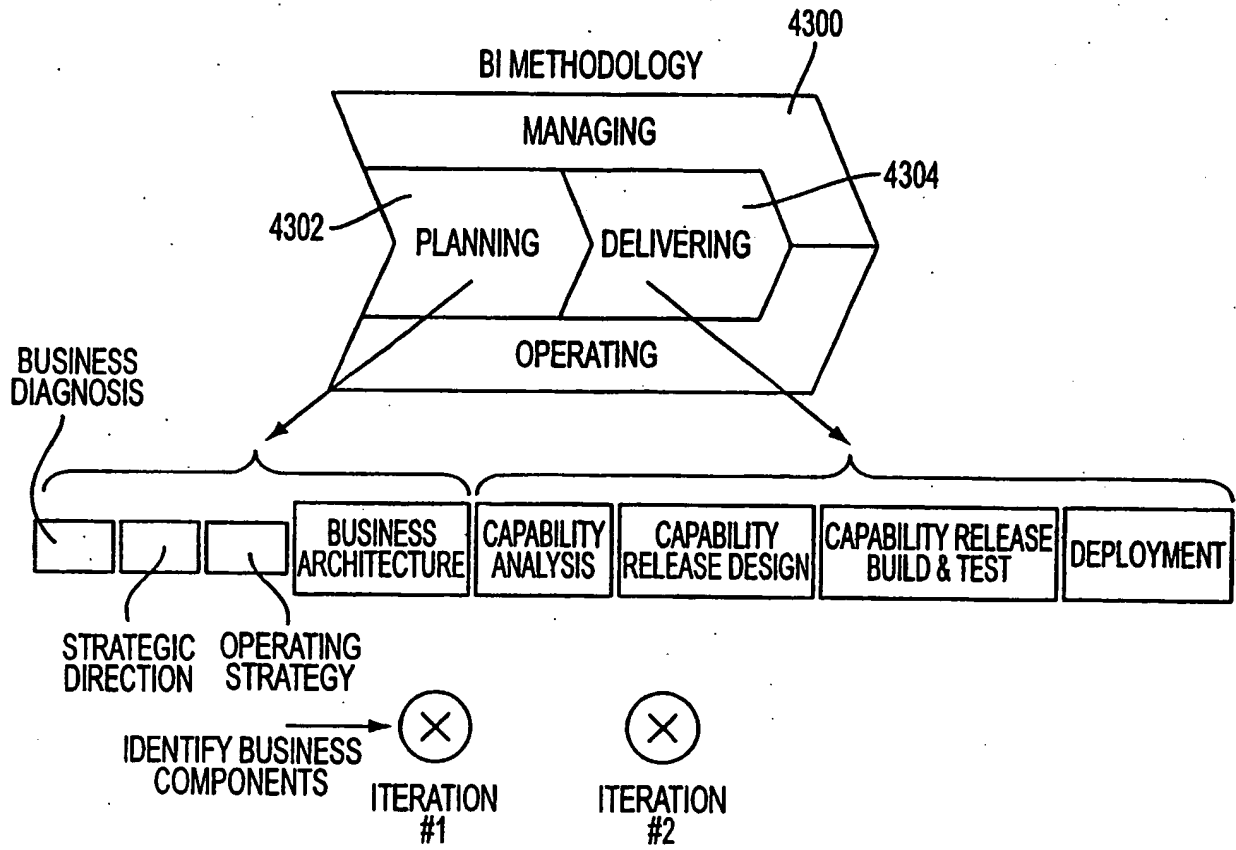 4300
BI METHODOLOGY
MANAGING
4304
4302
PLANNING
DELIVERING
OPERATING
BUSINESS
DIAGNOSIS
BUSINESS
ARCHITECTURE
CAPABILITY
ANALYSIS
CAPABILITY
RELEASE DESIGN
CAPABILITY RELEASE
BUILD & TEST
DEPLOYMENT
STRATEGIC
DIRECTION
OPERATING
STRATEGY
IDENTIFY BUSINESS
COMPONENTS
ITERATION
#1
ITERATION
#2